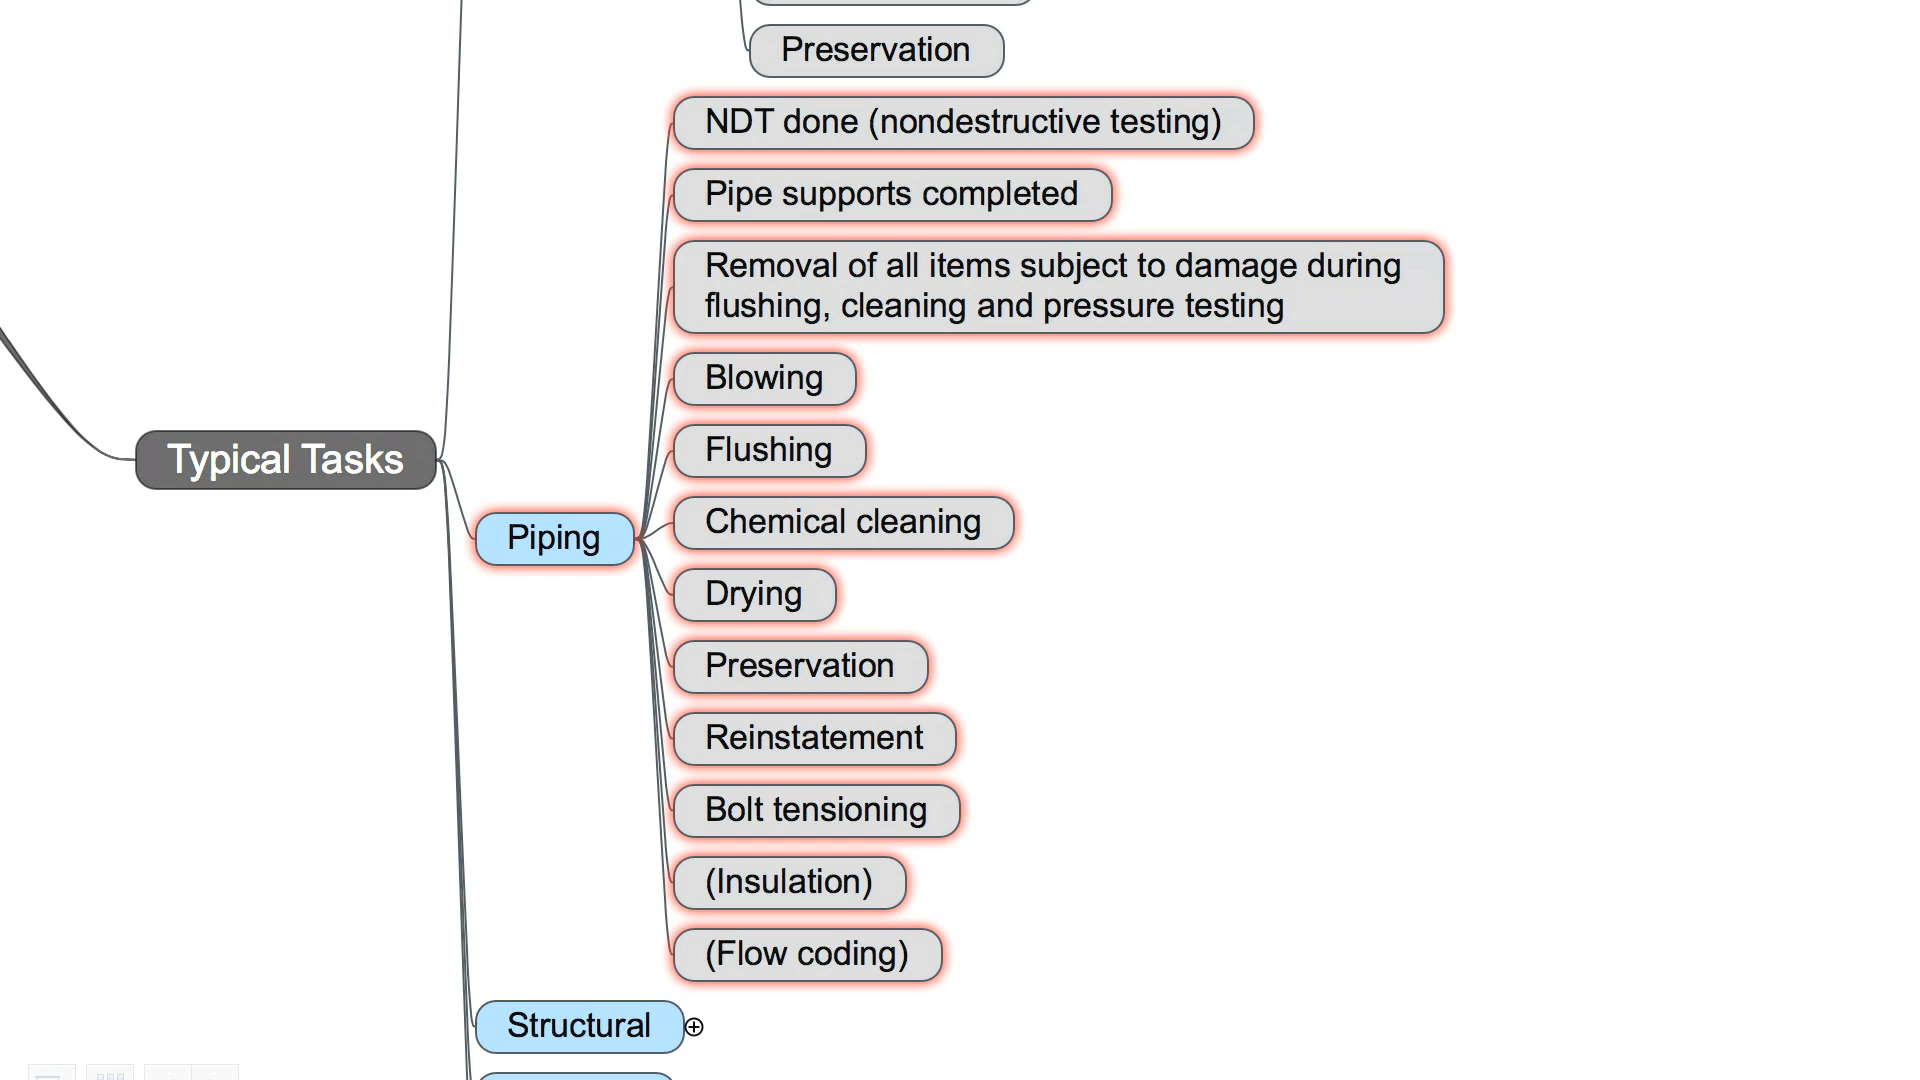 Preservation
NDT done (nondestructive testing)
Pipe supports completed
Removal of all items subject to damage during
flushing, cleaning and pressure testing
Blowing
Flushing
Typical Tasks
Chemical cleaning
Piping
Drying
Preservation
Reinstatement
Bolt tensioning
(Insulation)
(Flow coding)
Structural